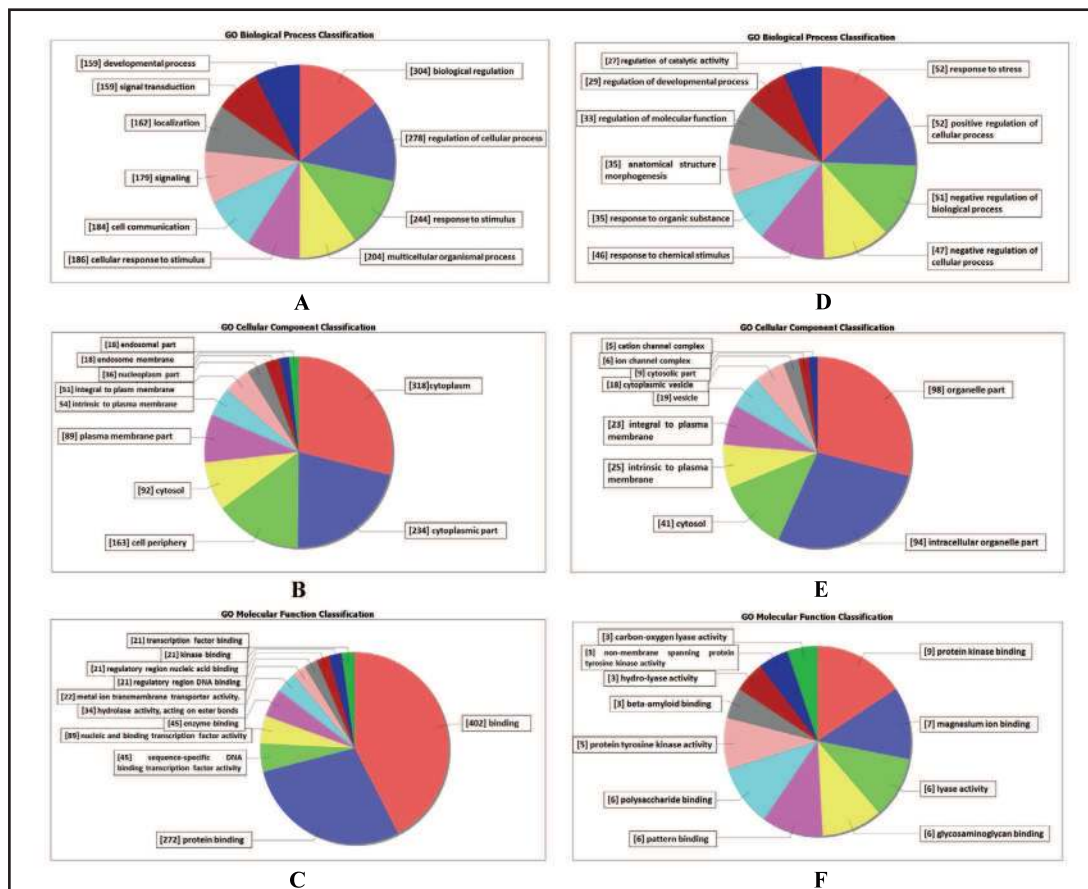 GO Biological Process Classification
[159] developmental process
[304] biological regulation
[159] signal transduction
[278] regulation of cellular process
[162] localization
[179] signaling
[244] response to stimulus
[184] cell communication
[204] multicellular organismal process
[186] cellular response to stimulus
A
GO Biological Process Classification
[27] regulation of catalytic activity
[52] response to stress
[29] regulation of developmental process
[33] regulation of molecular function
[52] positive regulation of
cellular process
[35] anatomical structure
morphogenesis
[51] negative regulation of
biological process
[35] response to organic substance
[46] response to chemical stimulus
[47] negative regulation of
cellular process
D
GO Cellular Component Classification
[18] endosomal part
[18] endosome membrane
[36] nucleoplasm part
[51] integral to plasm membrane
54] intrinsic to plasma membrane
[318]cytoplasm
[89] plasma membrane part
[92] cytosol
[163] cell periphery
[234] cytoplasmic part
B
GO Cellular Component Classification
[5] cation channel complex
[6] ion channel complex
[9] cytosolic part
[18] cytoplasmic vesicle
[19] vesicle
[98] organelle part
[23] integral to plasma
membrane
[25] intrinsic to plasma
membrane
[41] cytosol
[94] intracellular organelle part
E
GO Molecular Function Classification
[21] transcription factor binding
[21] kinase binding
[21] regulatory region nucleic acid binding
[21] regulatory region DNA binding
[22] metal ion transmembrane transporter activity.
[34] hydrolase activity, acting on ester bonds
[45] enzyme binding
nucleic and binding transcription factor activity
[45] sequence-specific DNA
binding transcription factor activity
[402] binding
[272] protein binding
C
GO Molecular Function Classification
[3] carbon-oxygen lyase activity
[3] non-membrane spanning protein
tyrosine kinase activity
[3] hydro-lyase activity
[3] beta-amyloid binding
[5] protein tyrosine kinase activity
[6] polysaccharide binding
[6] pattern binding
[9] protein kinase binding
[7] magnesium ion binding
[6] lyase activity
[6] glycosaminoglycan binding
F